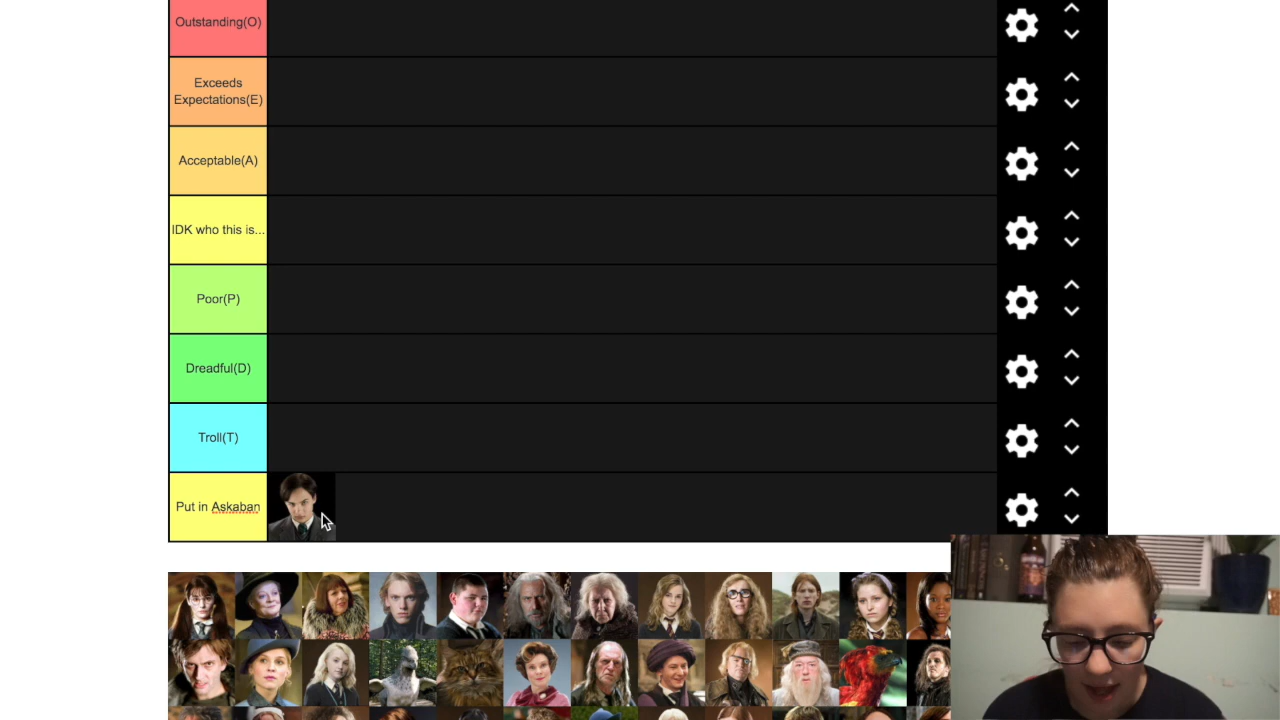 Outstanding(O)
Exceeds
Expectations(E)
Acceptable(A)
IDK who this is...
Poor(P)
Dreadful(D)
Troll(T)
Put in Askaban